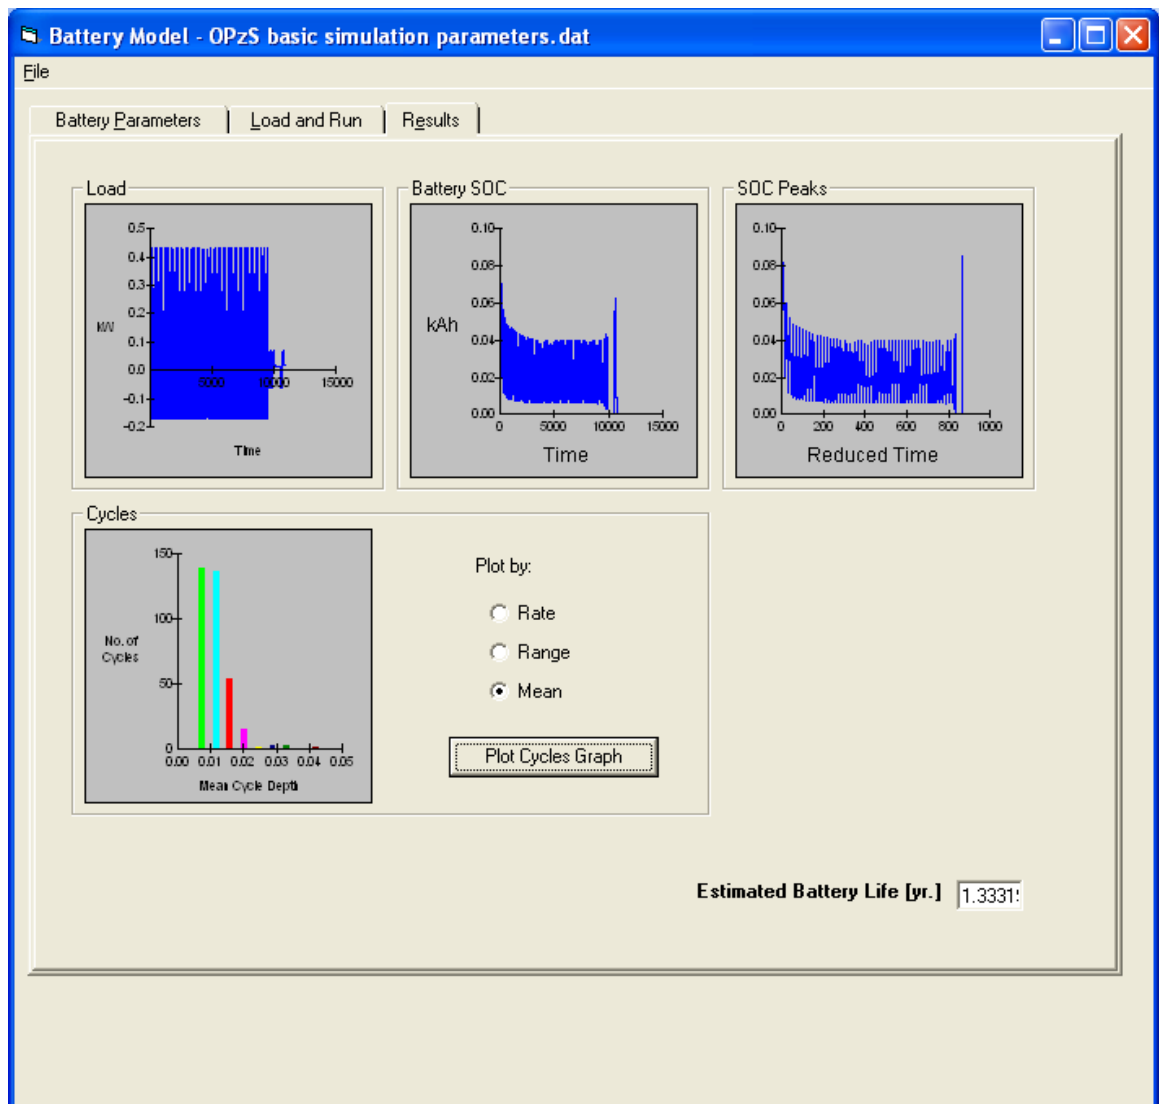 Battery Model - OPzS basic simulation parameters.dat
File
Battery Parameters
Load and Run
Results
Load
0.5
0.4
0.3
0.2
0.1
0.0
-0.1
-0.2
kW
5000
10000
15000
Time
Battery SOC
0.10
0.08
0.06
0.04
0.02
0.00
kAh
0 5000 10000 15000
Time
SOC Peaks
0.10
0.08
0.06
0.04
0.02
0.00
0 200 400 600 800 1000
Reduced Time
Cycles
150
100
50
0
No. of
Cycles
0.00 0.01 0.02 0.03 0.04 0.05
Mean Cycle Depth
Plot by:
Rate
Range
Mean
Plot Cycles Graph
Estimated Battery Life [yr.] 1.3331